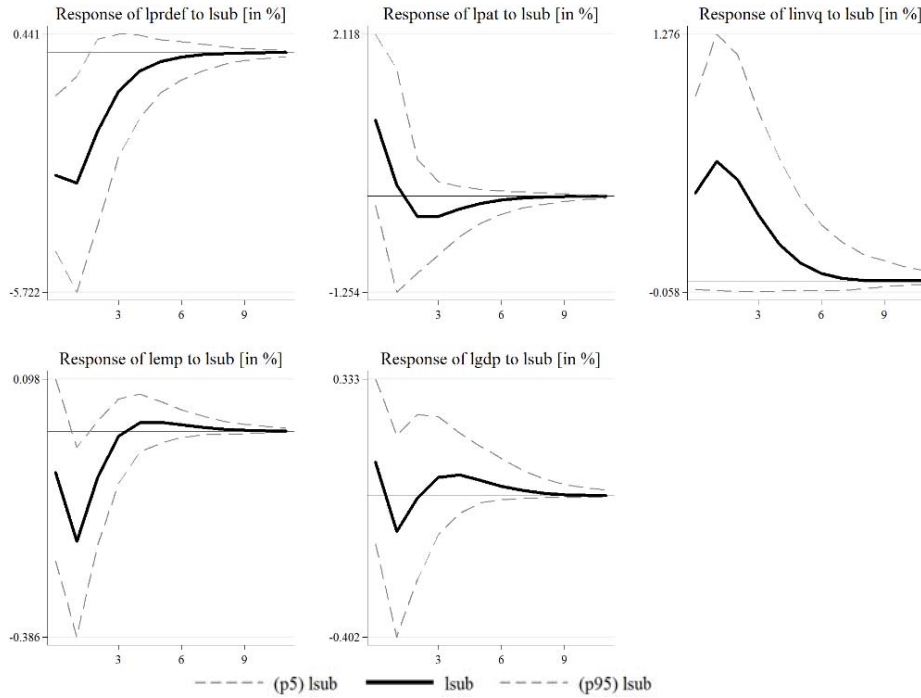 Response of lprdef to lsub [in %]
0.441
-5.722
3 6 9
Response of lpat to lsub [in %]
2.118
-1.254
3 6 9
Response of linvq to lsub [in %]
1.276
-0.058
3 6 9
Response of lemp to lsub [in %]
0.098
-0.386
3 6 9
Response of lgdp to lsub [in %]
0.333
-0.402
3 6 9
(p5) lsub lsub (p95) lsub